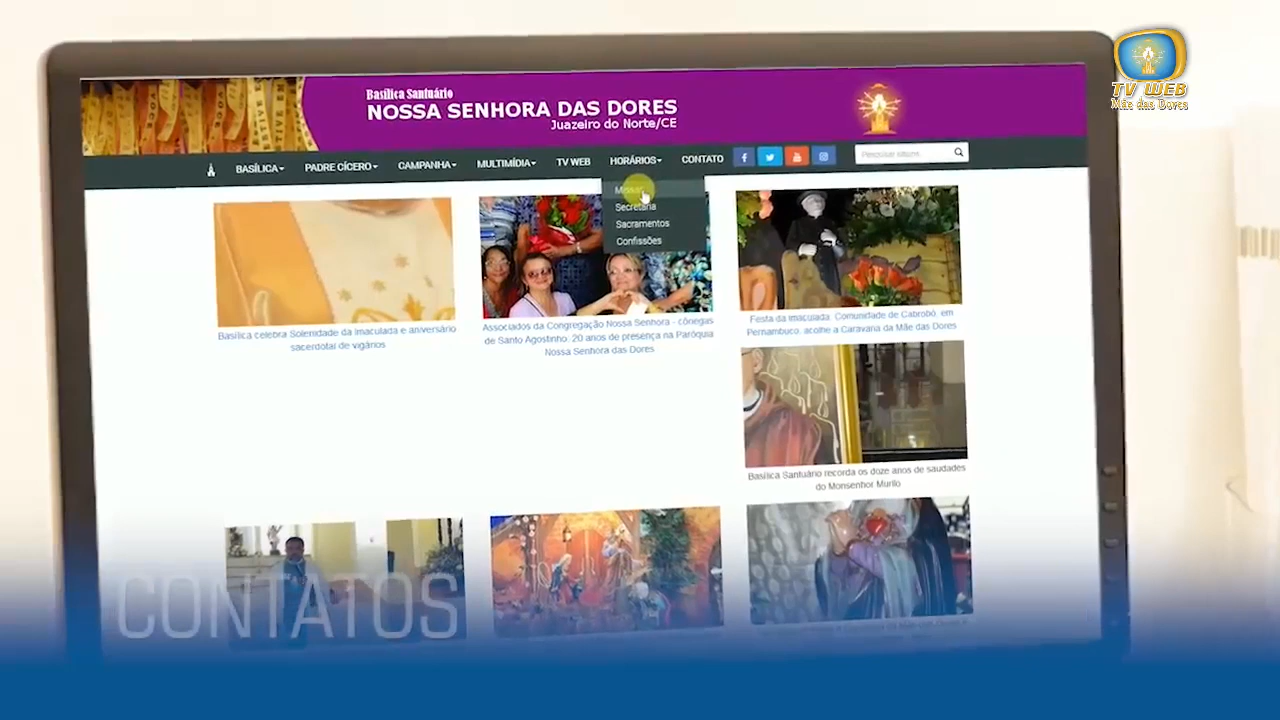 TV WEB
Mãe das Dores
Basílica Santuário
NOSSA SENHORA DAS DORES
Juazeiro do Norte/CE
BASÍLICA
PADRE CÍCERO
CAMPANHA
MULTIMÍDIA
TV WEB
HORÁRIOS
CONTATO
Missas
Secretaria
Sacramentos
Confissões
Basílica celebra Solenidade da Imaculada e aniversário
sacerdotal de vigários
Associados da Congregação Nossa Senhora - cônegas
de Santo Agostinho: 20 anos de presença na Paróquia
Nossa Senhora das Dores
Festa da Imaculada: Comunidade de Cabrobó, em
Pernambuco, acolhe a Caravana da Mãe das Dores
Basílica Santuário recorda os doze anos de saudades
do Monsenhor Murilo
CONTATOS